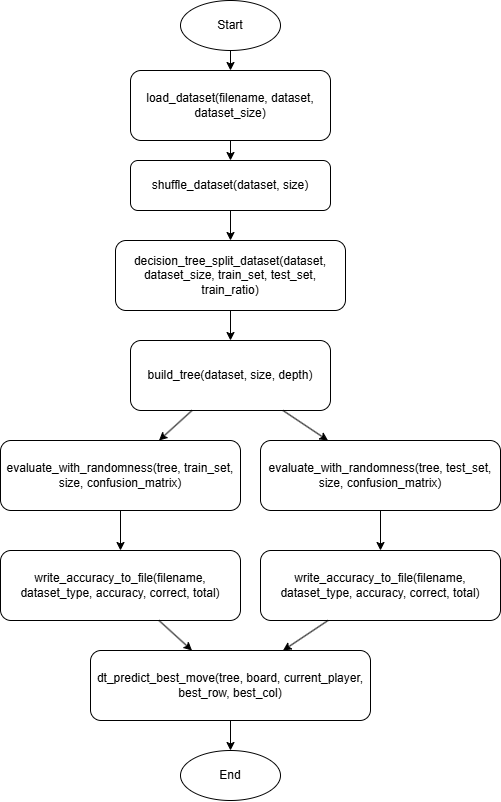 Start
load_dataset(filename, dataset,
dataset_size)
shuffle_dataset(dataset, size)
decision_tree_split_dataset(dataset,
dataset_size, train_set, test_set,
train_ratio)
build_tree(dataset, size, depth)
evaluate_with_randomness(tree, train_set,
size, confusion_matrix)
evaluate_with_randomness(tree, test_set,
size, confusion_matrix)
write_accuracy_to_file(filename,
dataset_type, accuracy, correct, total)
write_accuracy_to_file(filename,
dataset_type, accuracy, correct, total)
dt_predict_best_move(tree, board, current_player,
best_row, best_col)
End